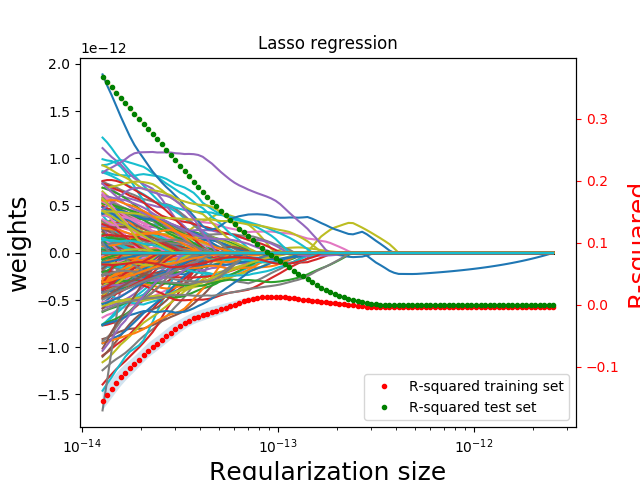 Lasso regression
1e−12
2.0
1.5
1.0
0.5
0.0
−0.5
−1.0
−1.5
weights
0.3
0.2
0.1
0.0
−0.1
R-squared
R-squared training set
R-squared test set
10−14
10−13
10−12
Regularization size